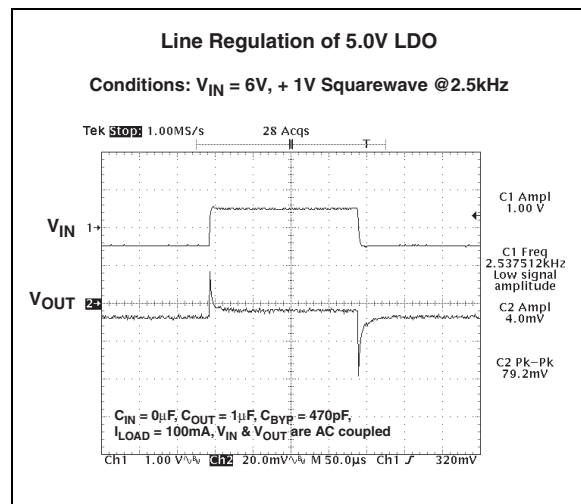 Line Regulation of 5.0V LDO
Conditions: VIN = 6V, + 1V Squarewave @2.5kHz
Tek Stop: 1.00MS/s 28 Acqs
T
C1 Ampl
1.00 V
VIN 1
C1 Freq
2.537512kHz
Low signal
amplitude
VOUT 2
C2 Ampl
4.0mV
C2 Pk-Pk
79.2mV
CIN = 0μF, COUT = 1μF, CBYP = 470pF,
ILOAD = 100mA, VIN & VOUT are AC coupled
Ch1 1.00 V Ch2 20.0mV M 50.0μs Ch1 320mV